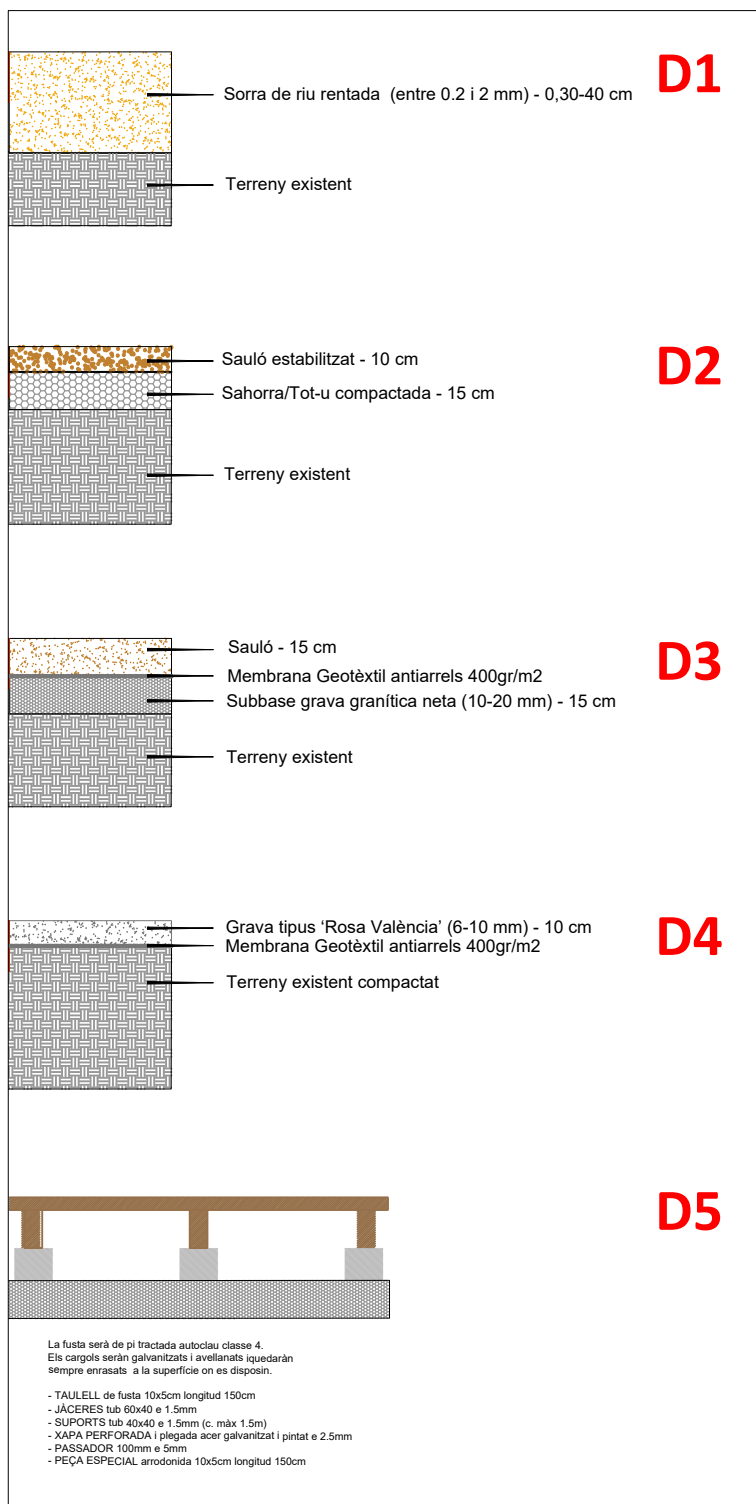 D1
Sorra de riu rentada (entre 0.2 i 2 mm) - 0,30-40 cm
Terreny existent
D2
Sauló estabilitzat - 10 cm
Sahorra/Tot-u compactada - 15 cm
Terreny existent
D3
Sauló - 15 cm
Membrana Geotèxtil antiarrels 400gr/m2
Subbase grava granítica neta (10-20 mm) - 15 cm
Terreny existent
D4
Grava tipus ‘Rosa València’ (6-10 mm) - 10 cm
Membrana Geotèxtil antiarrels 400gr/m2
Terreny existent compactat
D5
La fusta serà de pi tractada autoclau classe 4.
Els cargols seràn galvanitzats i avellanats iquedaràn
sempre enrasats a la superfície on es disposin.
- TAULELL de fusta 10x5cm longitud 150cm
- JÀCERES tub 60x40 e 1.5mm
- SUPORTS tub 40x40 e 1.5mm (c. màx 1.5m)
- XAPA PERFORADA i plegada acer galvanitzat i pintat e 2.5mm
- PASSADOR 100mm e 5mm
- PEÇA ESPECIAL arrodonida 10x5cm longitud 150cm